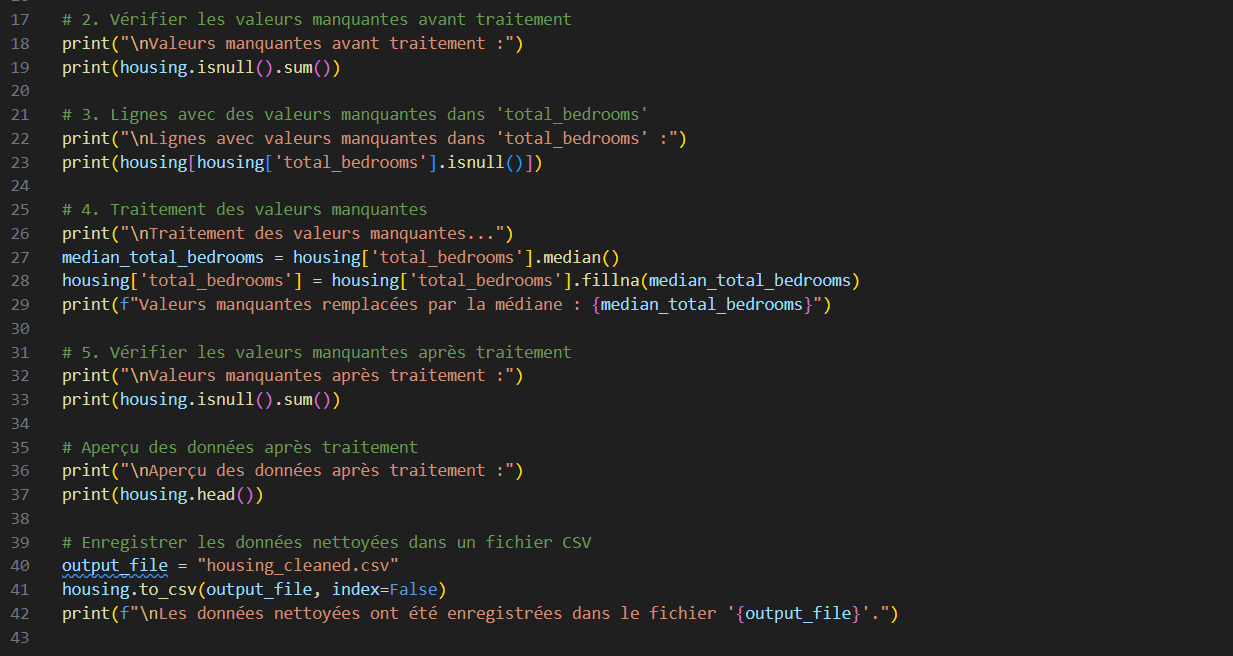 17 # 2. Vérifier les valeurs manquantes avant traitement
18 print("\nValeurs manquantes avant traitement :")
19 print(housing.isnull().sum())
20
21 # 3. Lignes avec des valeurs manquantes dans 'total_bedrooms'
22 print("\nLignes avec valeurs manquantes dans 'total_bedrooms' :")
23 print(housing[housing['total_bedrooms'].isnull()])
24
25 # 4. Traitement des valeurs manquantes
26 print("\nTraitement des valeurs manquantes...")
27 median_total_bedrooms = housing['total_bedrooms'].median()
28 housing['total_bedrooms'] = housing['total_bedrooms'].fillna(median_total_bedrooms)
29 print(f"Valeurs manquantes remplacées par la médiane : {median_total_bedrooms}")
30
31 # 5. Vérifier les valeurs manquantes après traitement
32 print("\nValeurs manquantes après traitement :")
33 print(housing.isnull().sum())
34
35 # Aperçu des données après traitement
36 print("\nAperçu des données après traitement :")
37 print(housing.head())
38
39 # Enregistrer les données nettoyées dans un fichier CSV
40 output_file = "housing_cleaned.csv"
41 housing.to_csv(output_file, index=False)
42 print(f"\nLes données nettoyées ont été enregistrées dans le fichier '{output_file}'.")
43